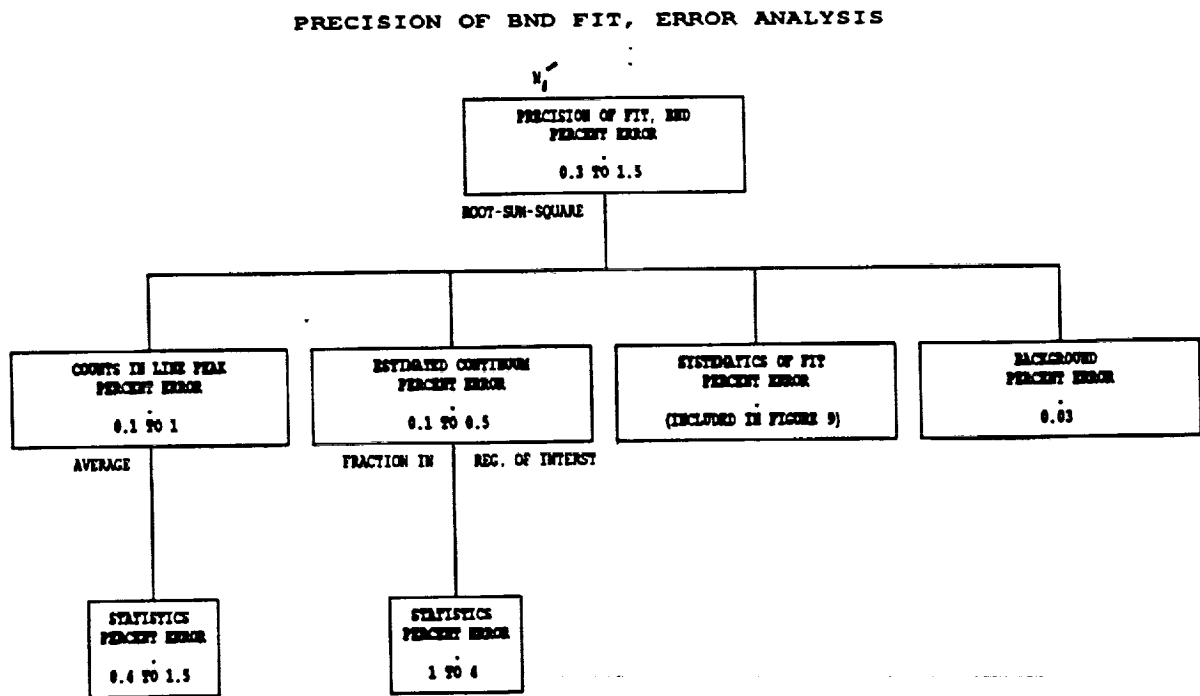 PRECISION OF BND FIT, ERROR ANALYSIS
PRECISION OF FIT, BND
PERCENT ERROR
0.3 TO 1.5
ROOT-SUM-SQUARE
COUNTS IN LINE PEAK
PERCENT ERROR
0.1 TO 1
AVERAGE
ESTIMATED CONTINUUM
PERCENT ERROR
0.1 TO 0.5
FRACTION IN REG. OF INTERST
SYSTEMATICS OF FIT
PERCENT ERROR
(INCLUDED IN FIGURE 9)
BACKGROUND
PERCENT ERROR
0.03
STATISTICS
PERCENT ERROR
0.4 TO 1.5
STATISTICS
PERCENT ERROR
1 TO 4